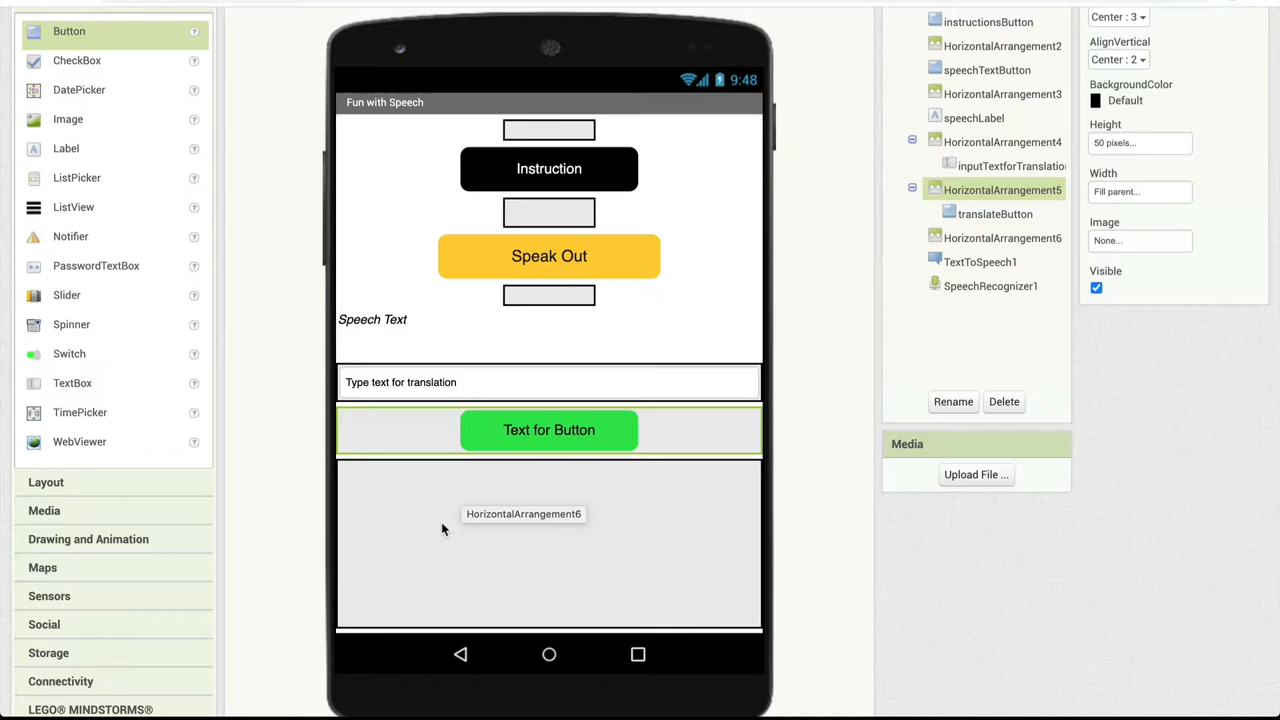 Button ?
CheckBox ?
DatePicker ?
Image ?
Label ?
ListPicker ?
ListView ?
Notifier ?
PasswordTextBox ?
Slider ?
Spinner ?
Switch ?
TextBox ?
TimePicker ?
WebViewer ?
Layout
Media
Drawing and Animation
Maps
Sensors
Social
Storage
Connectivity
LEGO® MINDSTORMS®
9:48
Fun with Speech
Instruction
Speak Out
Speech Text
Type text for translation
Text for Button
HorizontalArrangement6
instructionsButton
HorizontalArrangement2
speechTextButton
HorizontalArrangement3
A speechLabel
HorizontalArrangement4
inputTextforTranslatio
HorizontalArrangement5
translateButton
HorizontalArrangement6
TextToSpeech1
SpeechRecognizer1
Rename Delete
Media
Upload File ...
Center : 3
AlignVertical
Center : 2
BackgroundColor
Default
Height
50 pixels...
Width
Fill parent...
Image
None...
Visible